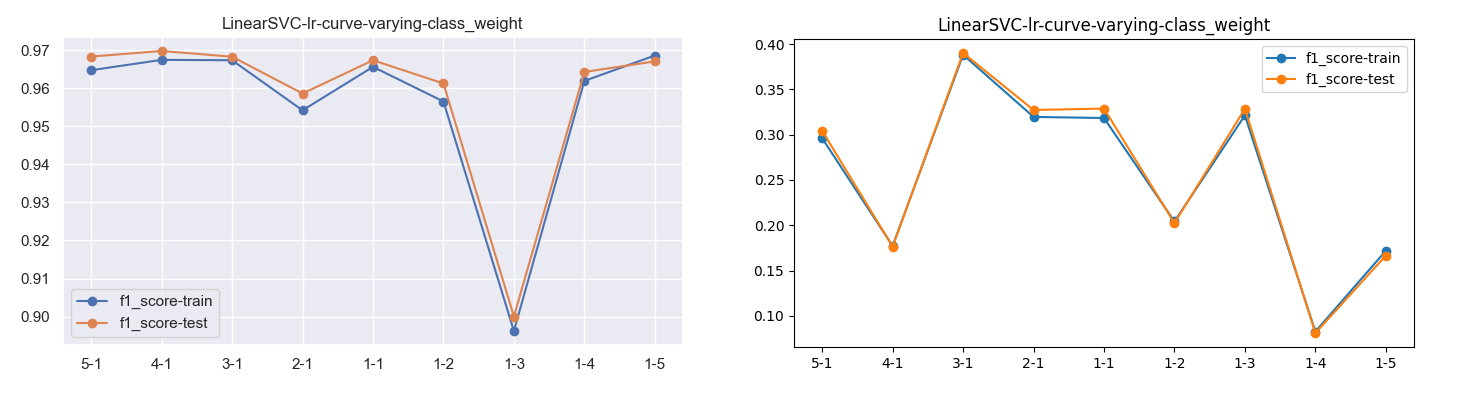 LinearSVC-lr-curve-varying-class_weight
0.97
0.96
0.95
0.94
0.93
0.92
0.91
0.90
f1_score-train
f1_score-test
5-1 4-1 3-1 2-1 1-1 1-2 1-3 1-4 1-5
LinearSVC-lr-curve-varying-class_weight
0.40
0.35
0.30
0.25
0.20
0.15
0.10
f1_score-train
f1_score-test
5-1 4-1 3-1 2-1 1-1 1-2 1-3 1-4 1-5